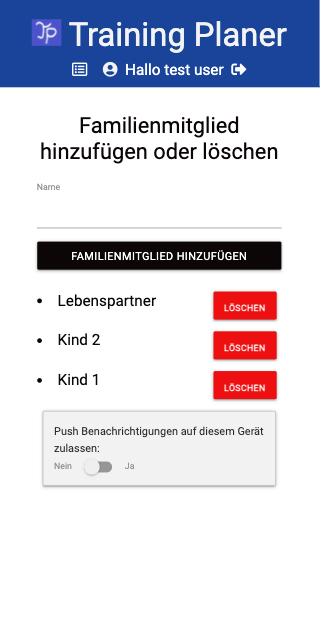 JP Training Planer
Hallo test user
Familienmitglied
hinzufügen oder löschen
Name
FAMILIENMITGLIED HINZUFÜGEN
• Lebenspartner LÖSCHEN
• Kind 2 LÖSCHEN
• Kind 1 LÖSCHEN
Push Benachrichtigungen auf diesem Gerät
zulassen:
Nein Ja